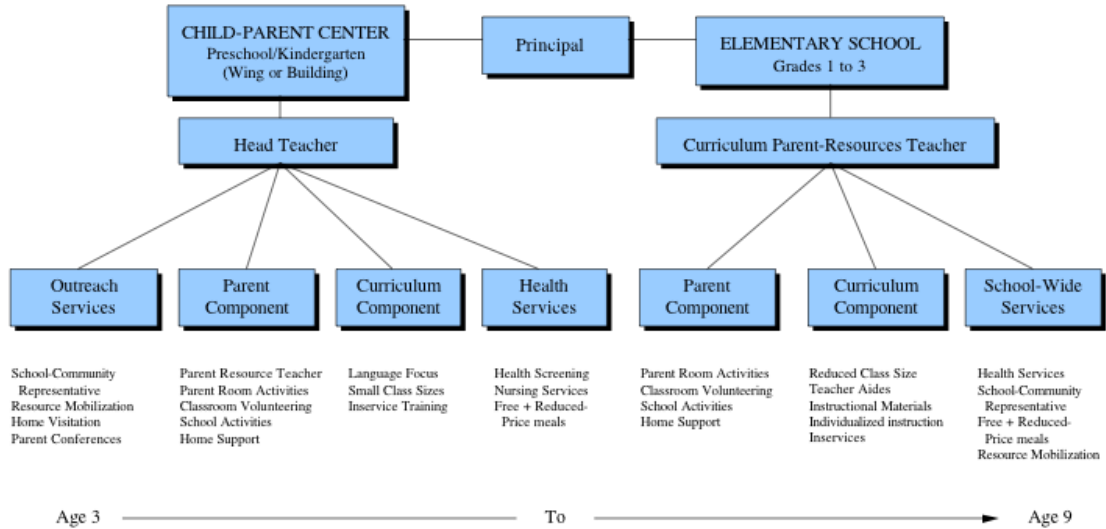 CHILD-PARENT CENTER
Preschool/Kindergarten
(Wing or Building)
Principal
ELEMENTARY SCHOOL
Grades 1 to 3
Head Teacher
Curriculum Parent-Resources Teacher
Outreach
Services
Parent
Component
Curriculum
Component
Health
Services
Parent
Component
Curriculum
Component
School-Wide
Services
School-Community
Representative
Resource Mobilization
Home Visitation
Parent Conferences
Parent Resource Teacher
Parent Room Activities
Classroom Volunteering
School Activities
Home Support
Language Focus
Small Class Sizes
Inservice Training
Health Screening
Nursing Services
Free + Reduced-
Price meals
Parent Room Activities
Classroom Volunteering
School Activities
Home Support
Reduced Class Size
Teacher Aides
Instructional Materials
Individualized instruction
Inservices
Health Services
School-Community
Representative
Free + Reduced-
Price meals
Resource Mobilization
Age 3
To
Age 9